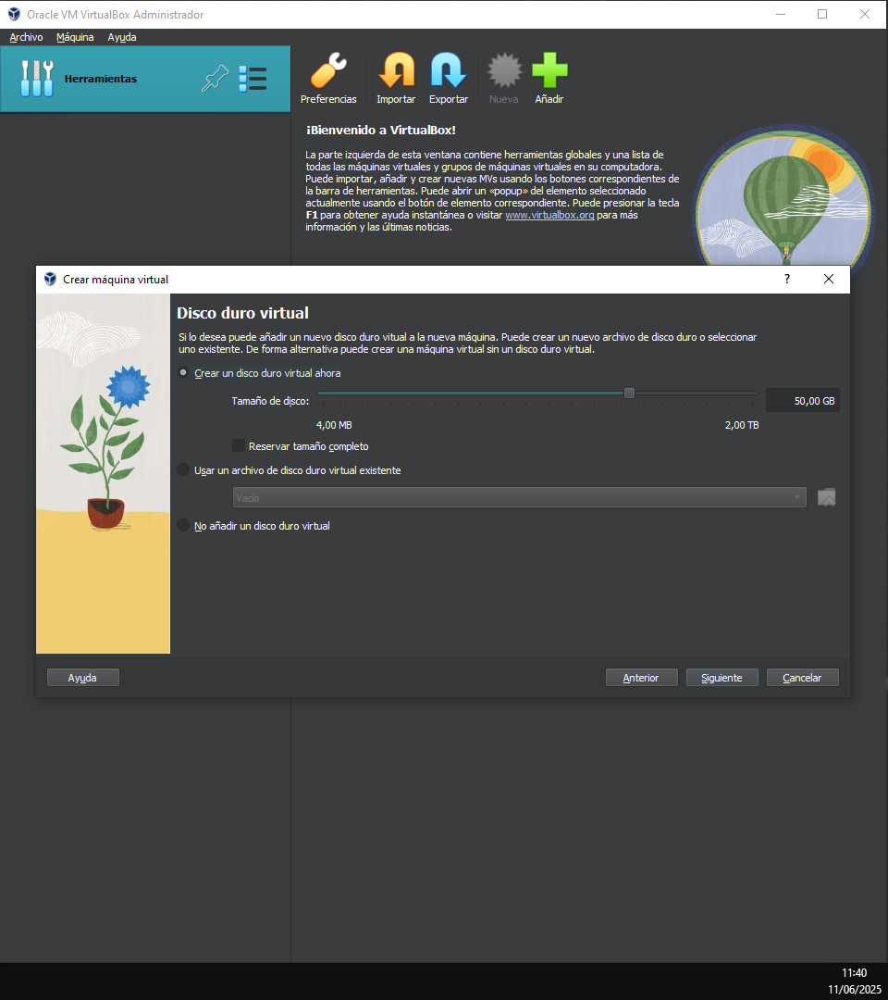 Oracle VM VirtualBox Administrador
Archivo Máquina Ayuda
Herramientas
Preferencias Importar Exportar Nueva Añadir
¡Bienvenido a VirtualBox!
La parte izquierda de esta ventana contiene herramientas globales y una lista de
todas las máquinas virtuales y grupos de máquinas virtuales en su computadora.
Puede importar, añadir y crear nuevas MVs usando los botones correspondientes de
la barra de herramientas. Puede abrir un «popup» del elemento seleccionado
actualmente usando el botón de elemento correspondiente. Puede presionar la tecla
F1 para obtener ayuda instantánea o visitar www.virtualbox.org para más
información y las últimas noticias.
Crear máquina virtual
?
Disco duro virtual
Si lo desea puede añadir un nuevo disco duro vitual a la nueva máquina. Puede crear un nuevo archivo de disco duro o seleccionar
uno existente. De forma alternativa puede crear una máquina virtual sin un disco duro virtual.
Crear un disco duro virtual ahora
Tamaño de disco: 50,00 GB
4,00 MB 2,00 TB
Reservar tamaño completo
Usar un archivo de disco duro virtual existente
Vacío
No añadir un disco duro virtual
Ayuda Anterior Siguiente Cancelar
11:40
11/06/2025